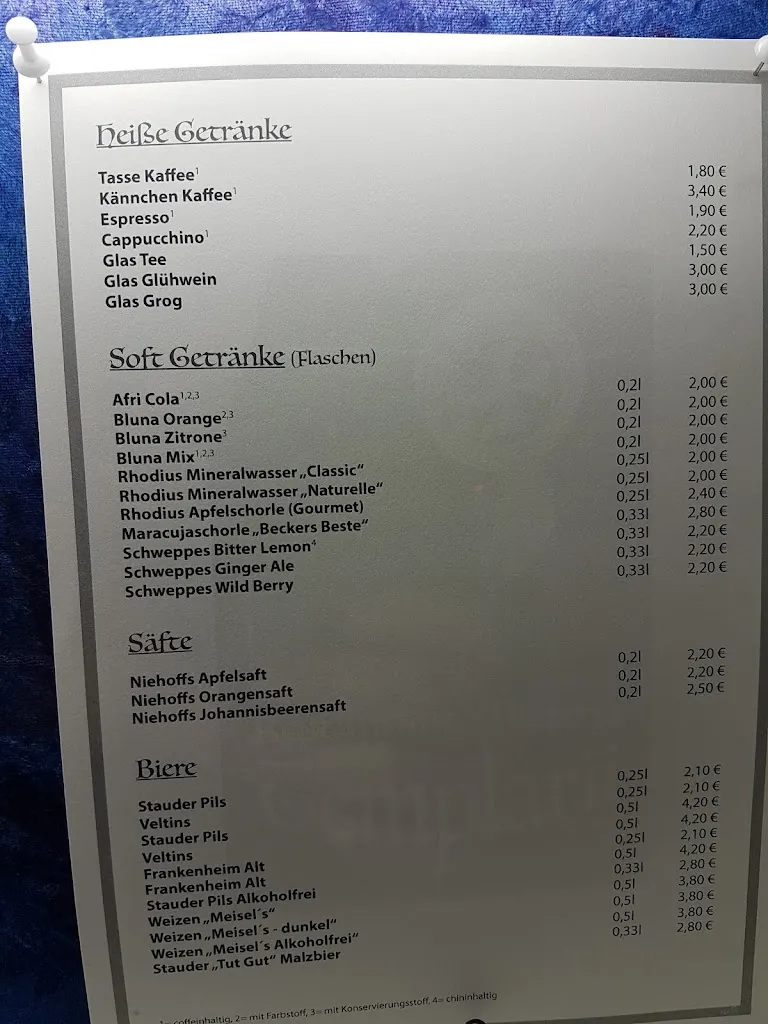 Heiße Getränke
Tasse Kaffee¹ 1,80 €
Kännchen Kaffee¹ 3,40 €
Espresso¹ 1,90 €
Cappucchino¹ 2,20 €
Glas Tee 1,50 €
Glas Glühwein 3,00 €
Glas Grog 3,00 €
Soft Getränke (Flaschen)
Afri Cola¹,²,³ 0,2l 2,00 €
Bluna Orange²,³ 0,2l 2,00 €
Bluna Zitrone³ 0,2l 2,00 €
Bluna Mix¹,²,³ 0,2l 2,00 €
Rhodius Mineralwasser „Classic“ 0,25l 2,00 €
Rhodius Mineralwasser „Naturelle“ 0,25l 2,00 €
Rhodius Apfelschorle (Gourmet) 0,25l 2,40 €
Maracujaschorle „Beckers Beste“ 0,33l 2,80 €
Schweppes Bitter Lemon⁴ 0,33l 2,20 €
Schweppes Ginger Ale 0,33l 2,20 €
Schweppes Wild Berry 0,33l 2,20 €
Säfte
Niehoffs Apfelsaft 0,2l 2,20 €
Niehoffs Orangensaft 0,2l 2,20 €
Niehoffs Johannisbeerensaft 0,2l 2,50 €
Biere
Stauder Pils 0,25l 2,10 €
Veltins 0,25l 2,10 €
Stauder Pils 0,5l 4,20 €
Veltins 0,5l 4,20 €
Frankenheim Alt 0,25l 2,10 €
Frankenheim Alt 0,5l 4,20 €
Stauder Pils Alkoholfrei 0,33l 2,80 €
Weizen „Meisel´s“ 0,5l 3,80 €
Weizen „Meisel´s - dunkel“ 0,5l 3,80 €
Weizen „Meisel´s Alkoholfrei“ 0,5l 3,80 €
Stauder „Tut Gut“ Malzbier 0,33l 2,80 €
1= coffeinhaltig, 2= mit Farbstoff, 3= mit Konservierungsstoff, 4= chininhaltig